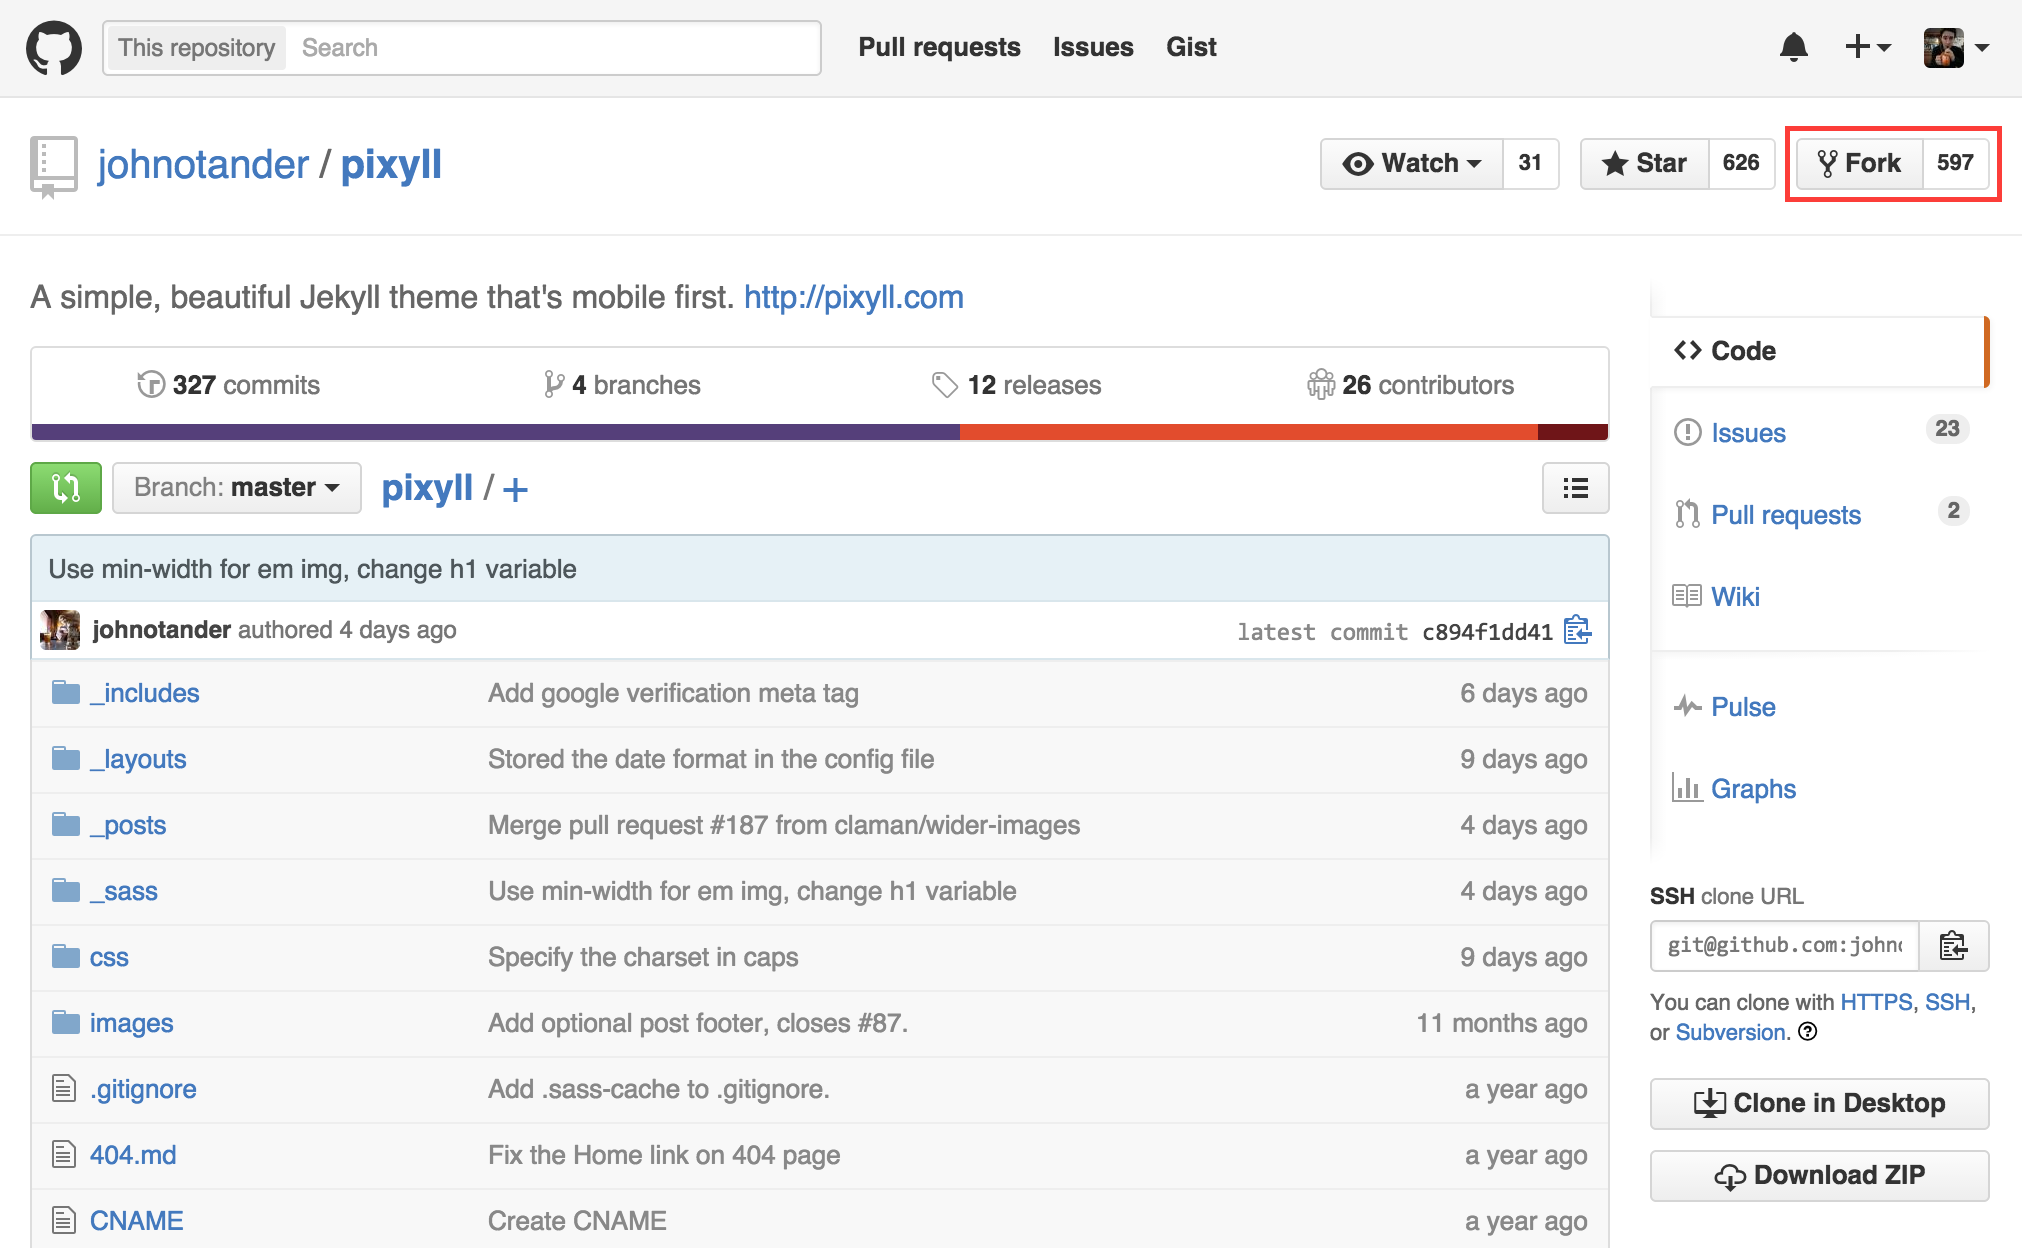 This repository Search Pull requests Issues Gist
johnotander / pixyll Watch 31 Star 626 Fork 597
A simple, beautiful Jekyll theme that's mobile first. http://pixyll.com
327 commits 4 branches 12 releases 26 contributors
Branch: master pixyll / +
Use min-width for em img, change h1 variable
johnotander authored 4 days ago latest commit c894f1dd41
_includes Add google verification meta tag 6 days ago
_layouts Stored the date format in the config file 9 days ago
_posts Merge pull request #187 from claman/wider-images 4 days ago
_sass Use min-width for em img, change h1 variable 4 days ago
css Specify the charset in caps 9 days ago
images Add optional post footer, closes #87. 11 months ago
.gitignore Add .sass-cache to .gitignore. a year ago
404.md Fix the Home link on 404 page a year ago
CNAME Create CNAME a year ago
Code
Issues 23
Pull requests 2
Wiki
Pulse
Graphs
SSH clone URL
git@github.com:john
You can clone with HTTPS, SSH,
or Subversion.
Clone in Desktop
Download ZIP